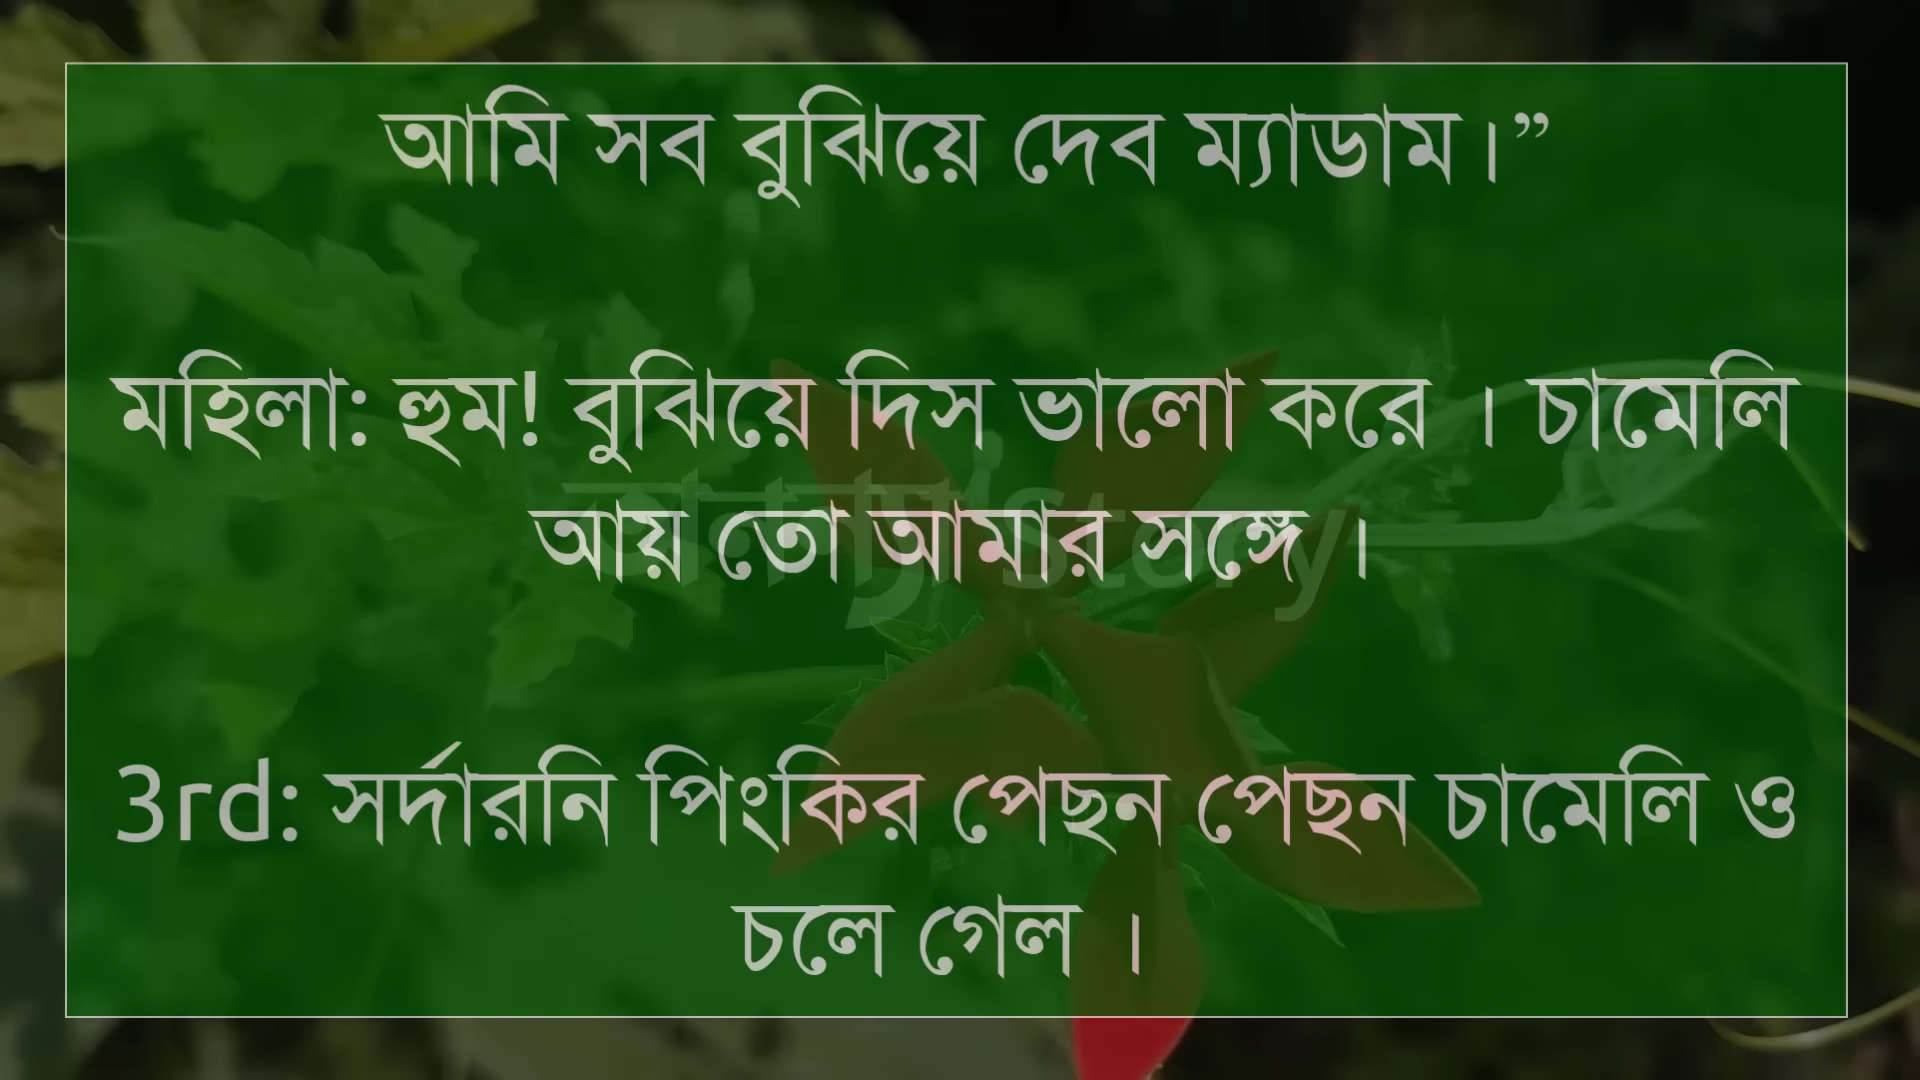 আমি সব বুঝিয়ে দেব ম্যাডাম।”
মহিলা: হুম! বুঝিয়ে দিস ভালো করে । চামেলি
আয় তো আমার সঙ্গে ।
3rd: সর্দারনি পিংকির পেছন পেছন চামেলি ও
চলে গেল ।